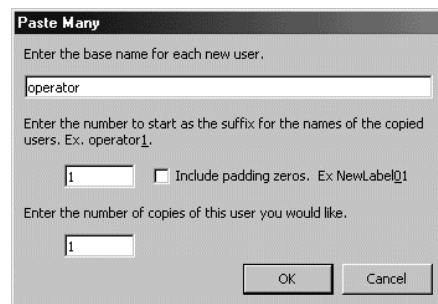 Paste Many
Enter the base name for each new user.
operator
Enter the number to start as the suffix for the names of the copied
users. Ex. operator1.
1 Include padding zeros. Ex NewLabel01
Enter the number of copies of this user you would like.
1
OK Cancel